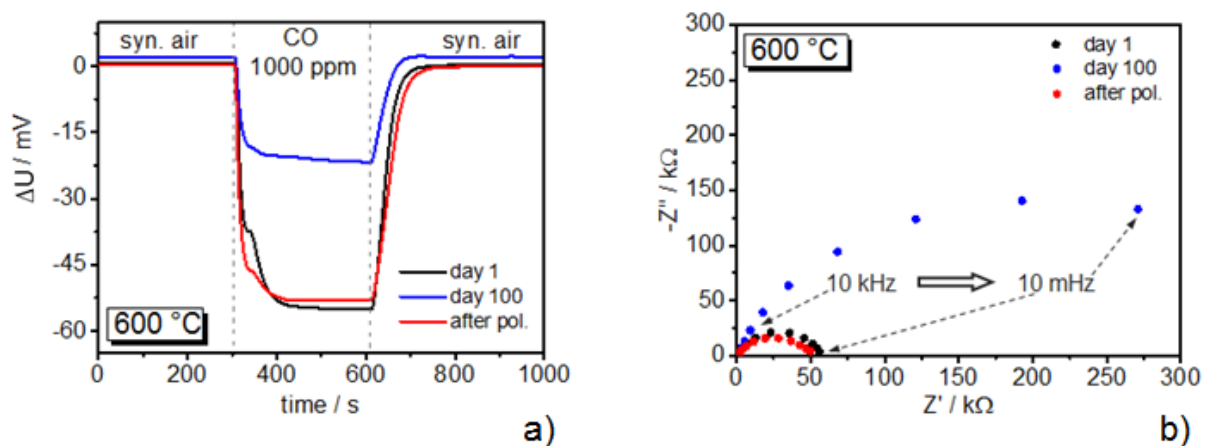 syn. air
CO
1000 ppm
syn. air
0
-15
-30
-45
-60
ΔU / mV
day 1
day 100
after pol.
600 °C
0
200
400
600
800
1000
time / s
a)
600 °C
day 1
day 100
after pol.
300
250
200
150
100
50
0
-Z'' / kΩ
10 kHz
10 mHz
0
50
100
150
200
250
300
Z' / kΩ
b)